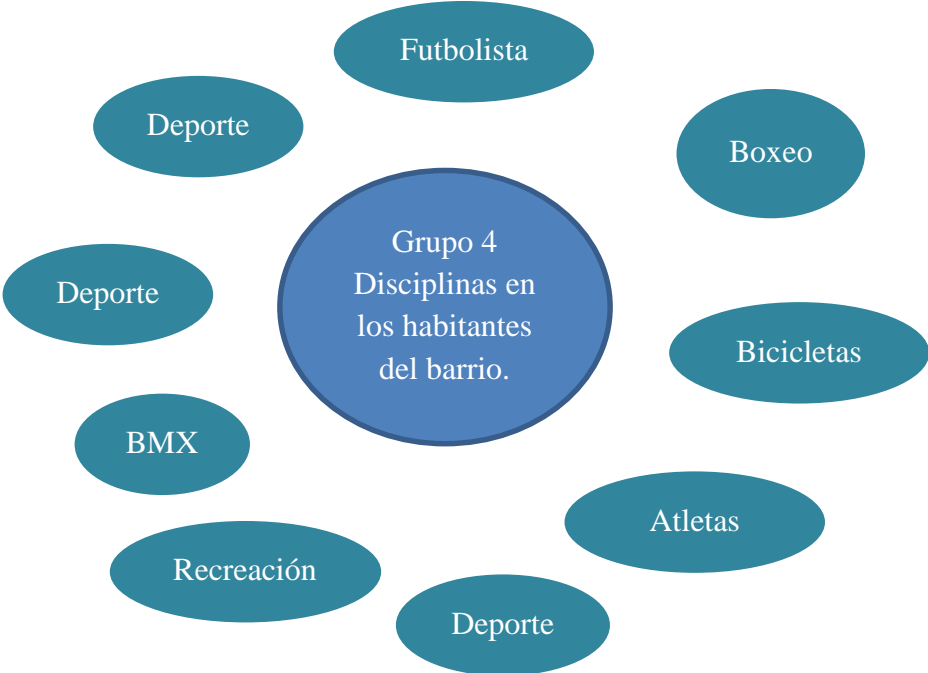 Futbolista
Deporte
Boxeo
Grupo 4
Disciplinas en
los habitantes
del barrio.
Deporte
Bicicletas
BMX
Atletas
Recreación
Deporte